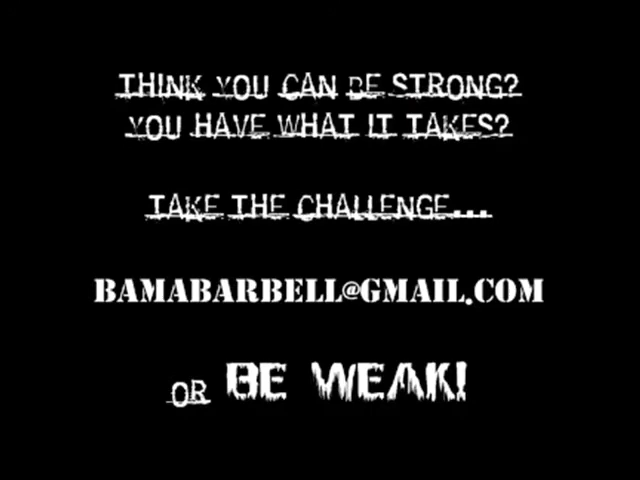 THINK YOU CAN BE STRONG?
YOU HAVE WHAT IT TAKES?
TAKE THE CHALLENGE...
BAMABARBELL@GMAIL.COM
OR BE WEAK!